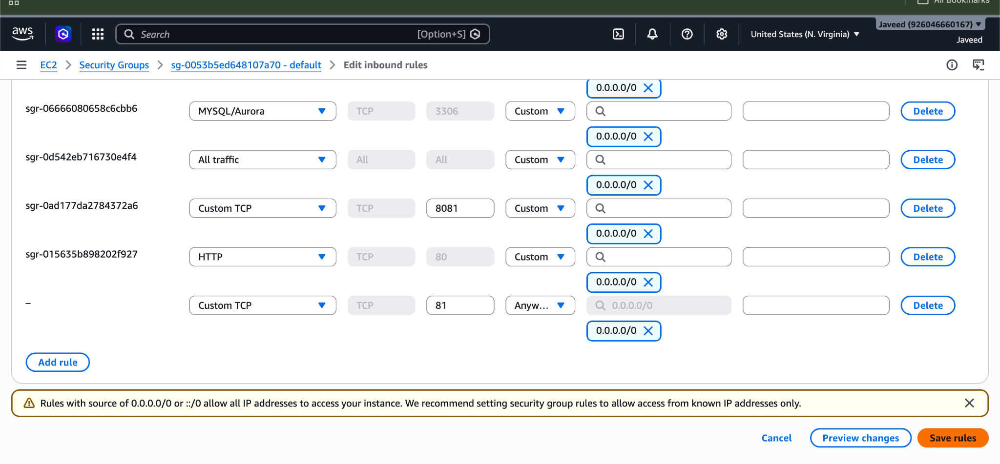 All Bookmarks
aws
Search [Option+S]
United States (N. Virginia)
Javeed (926046660167)
Javeed
EC2 Security Groups sg-0053b5ed648107a70 - default Edit inbound rules
0.0.0.0/0
sgr-06666080658c6cbb6 MYSQL/Aurora TCP 3306 Custom Delete
0.0.0.0/0
sgr-0d542eb716730e4f4 All traffic All All Custom Delete
0.0.0.0/0
sgr-0ad177da2784372a6 Custom TCP TCP 8081 Custom Delete
0.0.0.0/0
sgr-015635b898202f927 HTTP TCP 80 Custom Delete
0.0.0.0/0
– Custom TCP TCP 81 Anyw... 0.0.0.0/0 Delete
0.0.0.0/0
Add rule
Rules with source of 0.0.0.0/0 or ::/0 allow all IP addresses to access your instance. We recommend setting security group rules to allow access from known IP addresses only.
Cancel Preview changes Save rules